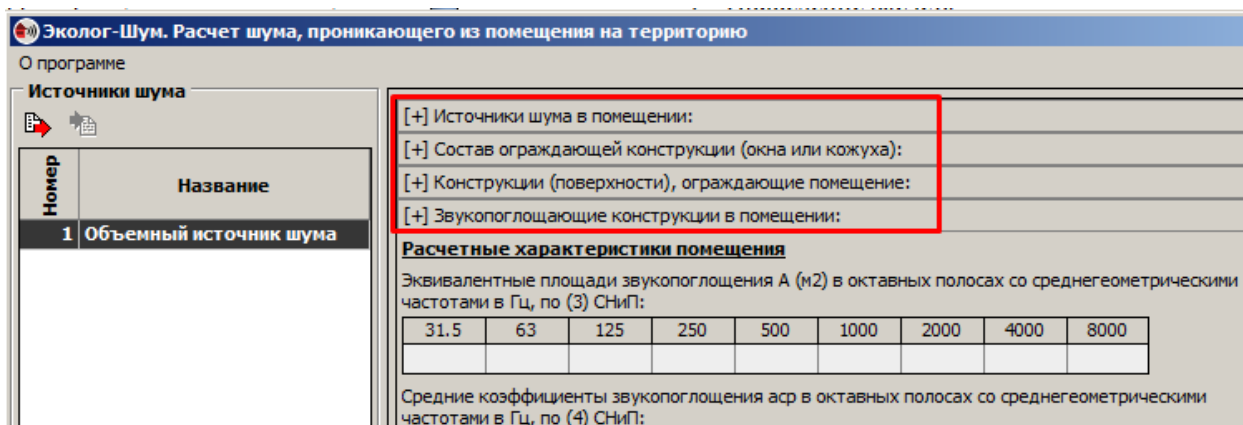 Эколог-Шум. Расчет шума, проникающего из помещения на территорию
О программе
Источники шума
Номер
Название
1 Объемный источник шума
[+] Источники шума в помещении:
[+] Состав ограждающей конструкции (окна или кожуха):
[+] Конструкции (поверхности), ограждающие помещение:
[+] Звукопоглощающие конструкции в помещении:
Расчетные характеристики помещения
Эквивалентные площади звукопоглощения А (м2) в октавных полосах со среднегеометрическими
частотами в Гц, по (3) СНиП:
31.5 63 125 250 500 1000 2000 4000 8000
Средние коэффициенты звукопоглощения аср в октавных полосах со среднегеометрическими
частотами в Гц, по (4) СНиП: